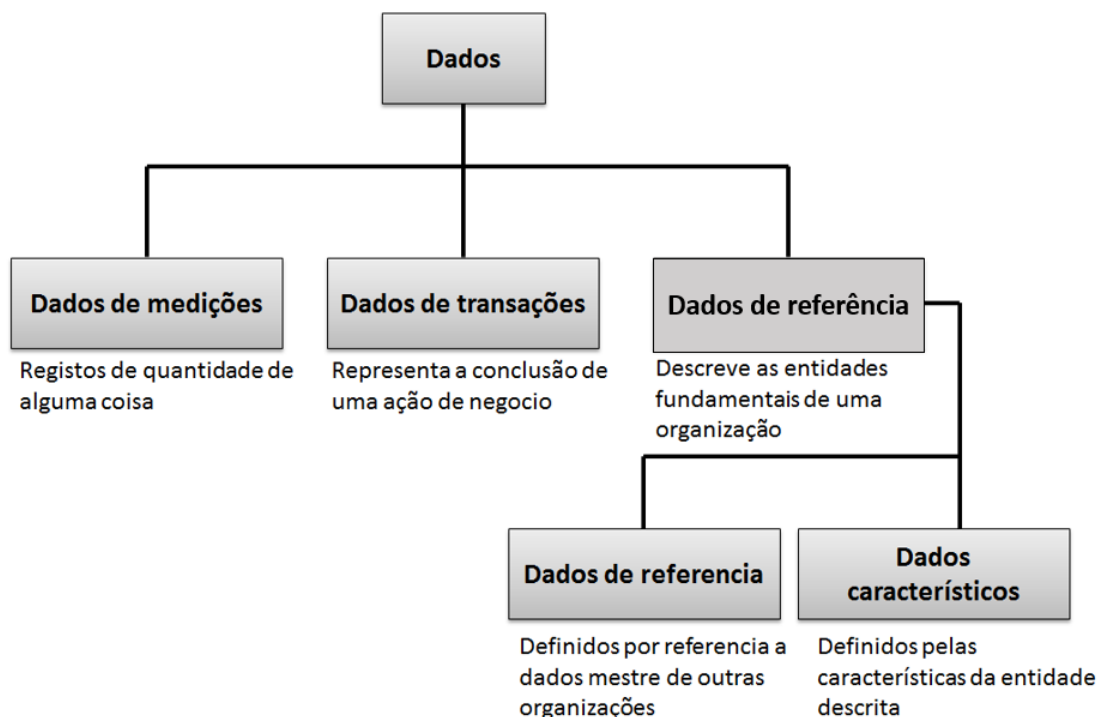 Dados
Dados de medições
Registos de quantidade de
alguma coisa
Dados de transações
Representa a conclusão de
uma ação de negocio
Dados de referência
Descreve as entidades
fundamentais de uma
organização
Dados de referencia
Definidos por referencia a
dados mestre de outras
organizações
Dados
característicos
Definidos pelas
características da entidade
descrita